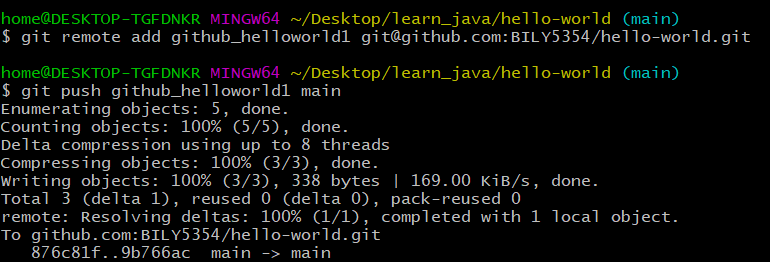 home@DESKTOP-TGFDNKR MINGW64 ~/Desktop/learn_java/hello-world (main)
$ git remote add github_helloworld1 git@github.com:BILY5354/hello-world.git
home@DESKTOP-TGFDNKR MINGW64 ~/Desktop/learn_java/hello-world (main)
$ git push github_helloworld1 main
Enumerating objects: 5, done.
Counting objects: 100% (5/5), done.
Delta compression using up to 8 threads
Compressing objects: 100% (3/3), done.
Writing objects: 100% (3/3), 338 bytes | 169.00 KiB/s, done.
Total 3 (delta 1), reused 0 (delta 0), pack-reused 0
remote: Resolving deltas: 100% (1/1), completed with 1 local object.
To github.com:BILY5354/hello-world.git
   876c81f..9b766ac  main -> main